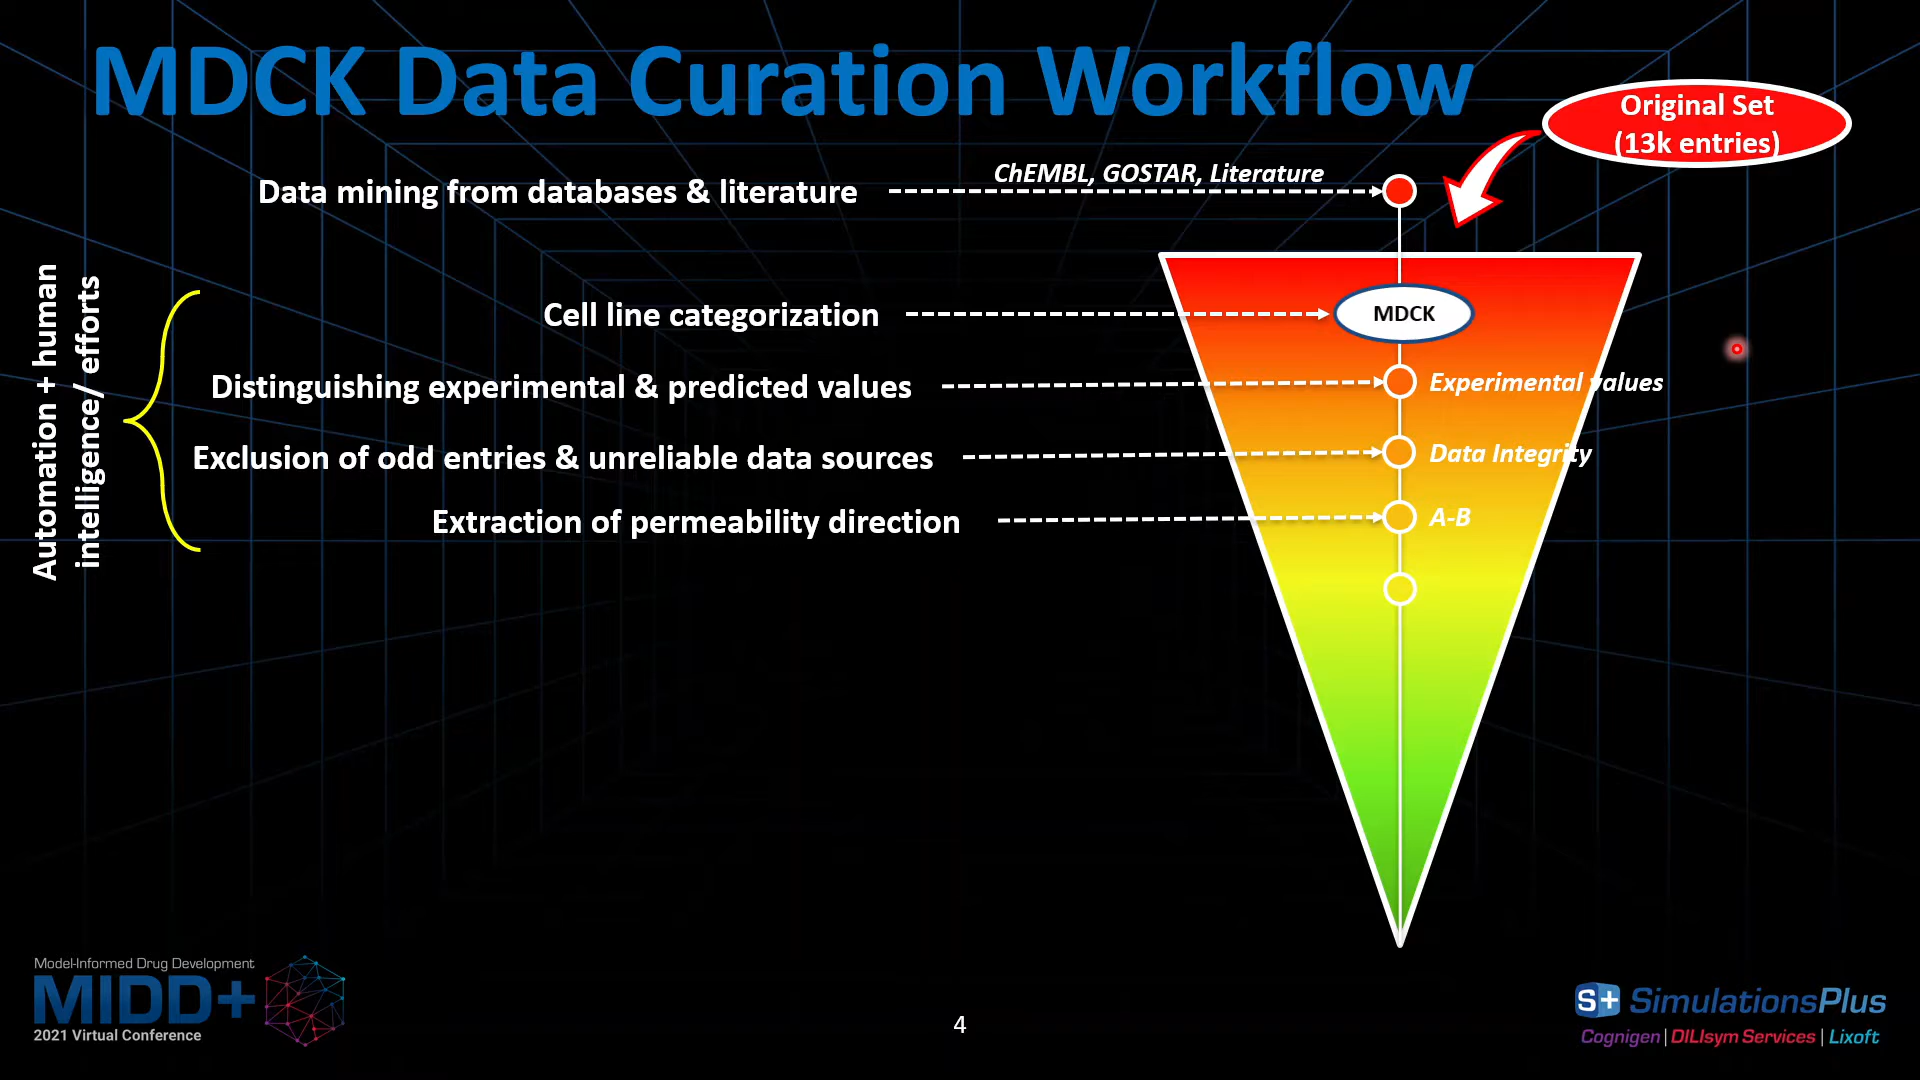 MDCK Data Curation Workflow
Original Set
(13k entries)
Data mining from databases & literature
ChEMBL, GOSTAR, Literature
Automation + human
intelligence/ efforts
Cell line categorization
MDCK
Distinguishing experimental & predicted values
Experimental values
Exclusion of odd entries & unreliable data sources
Data Integrity
Extraction of permeability direction
A-B
Model-Informed Drug Development
MIDD+
2021 Virtual Conference
4
S+ SimulationsPlus
Cognigen | DILIsym Services | Lixoft